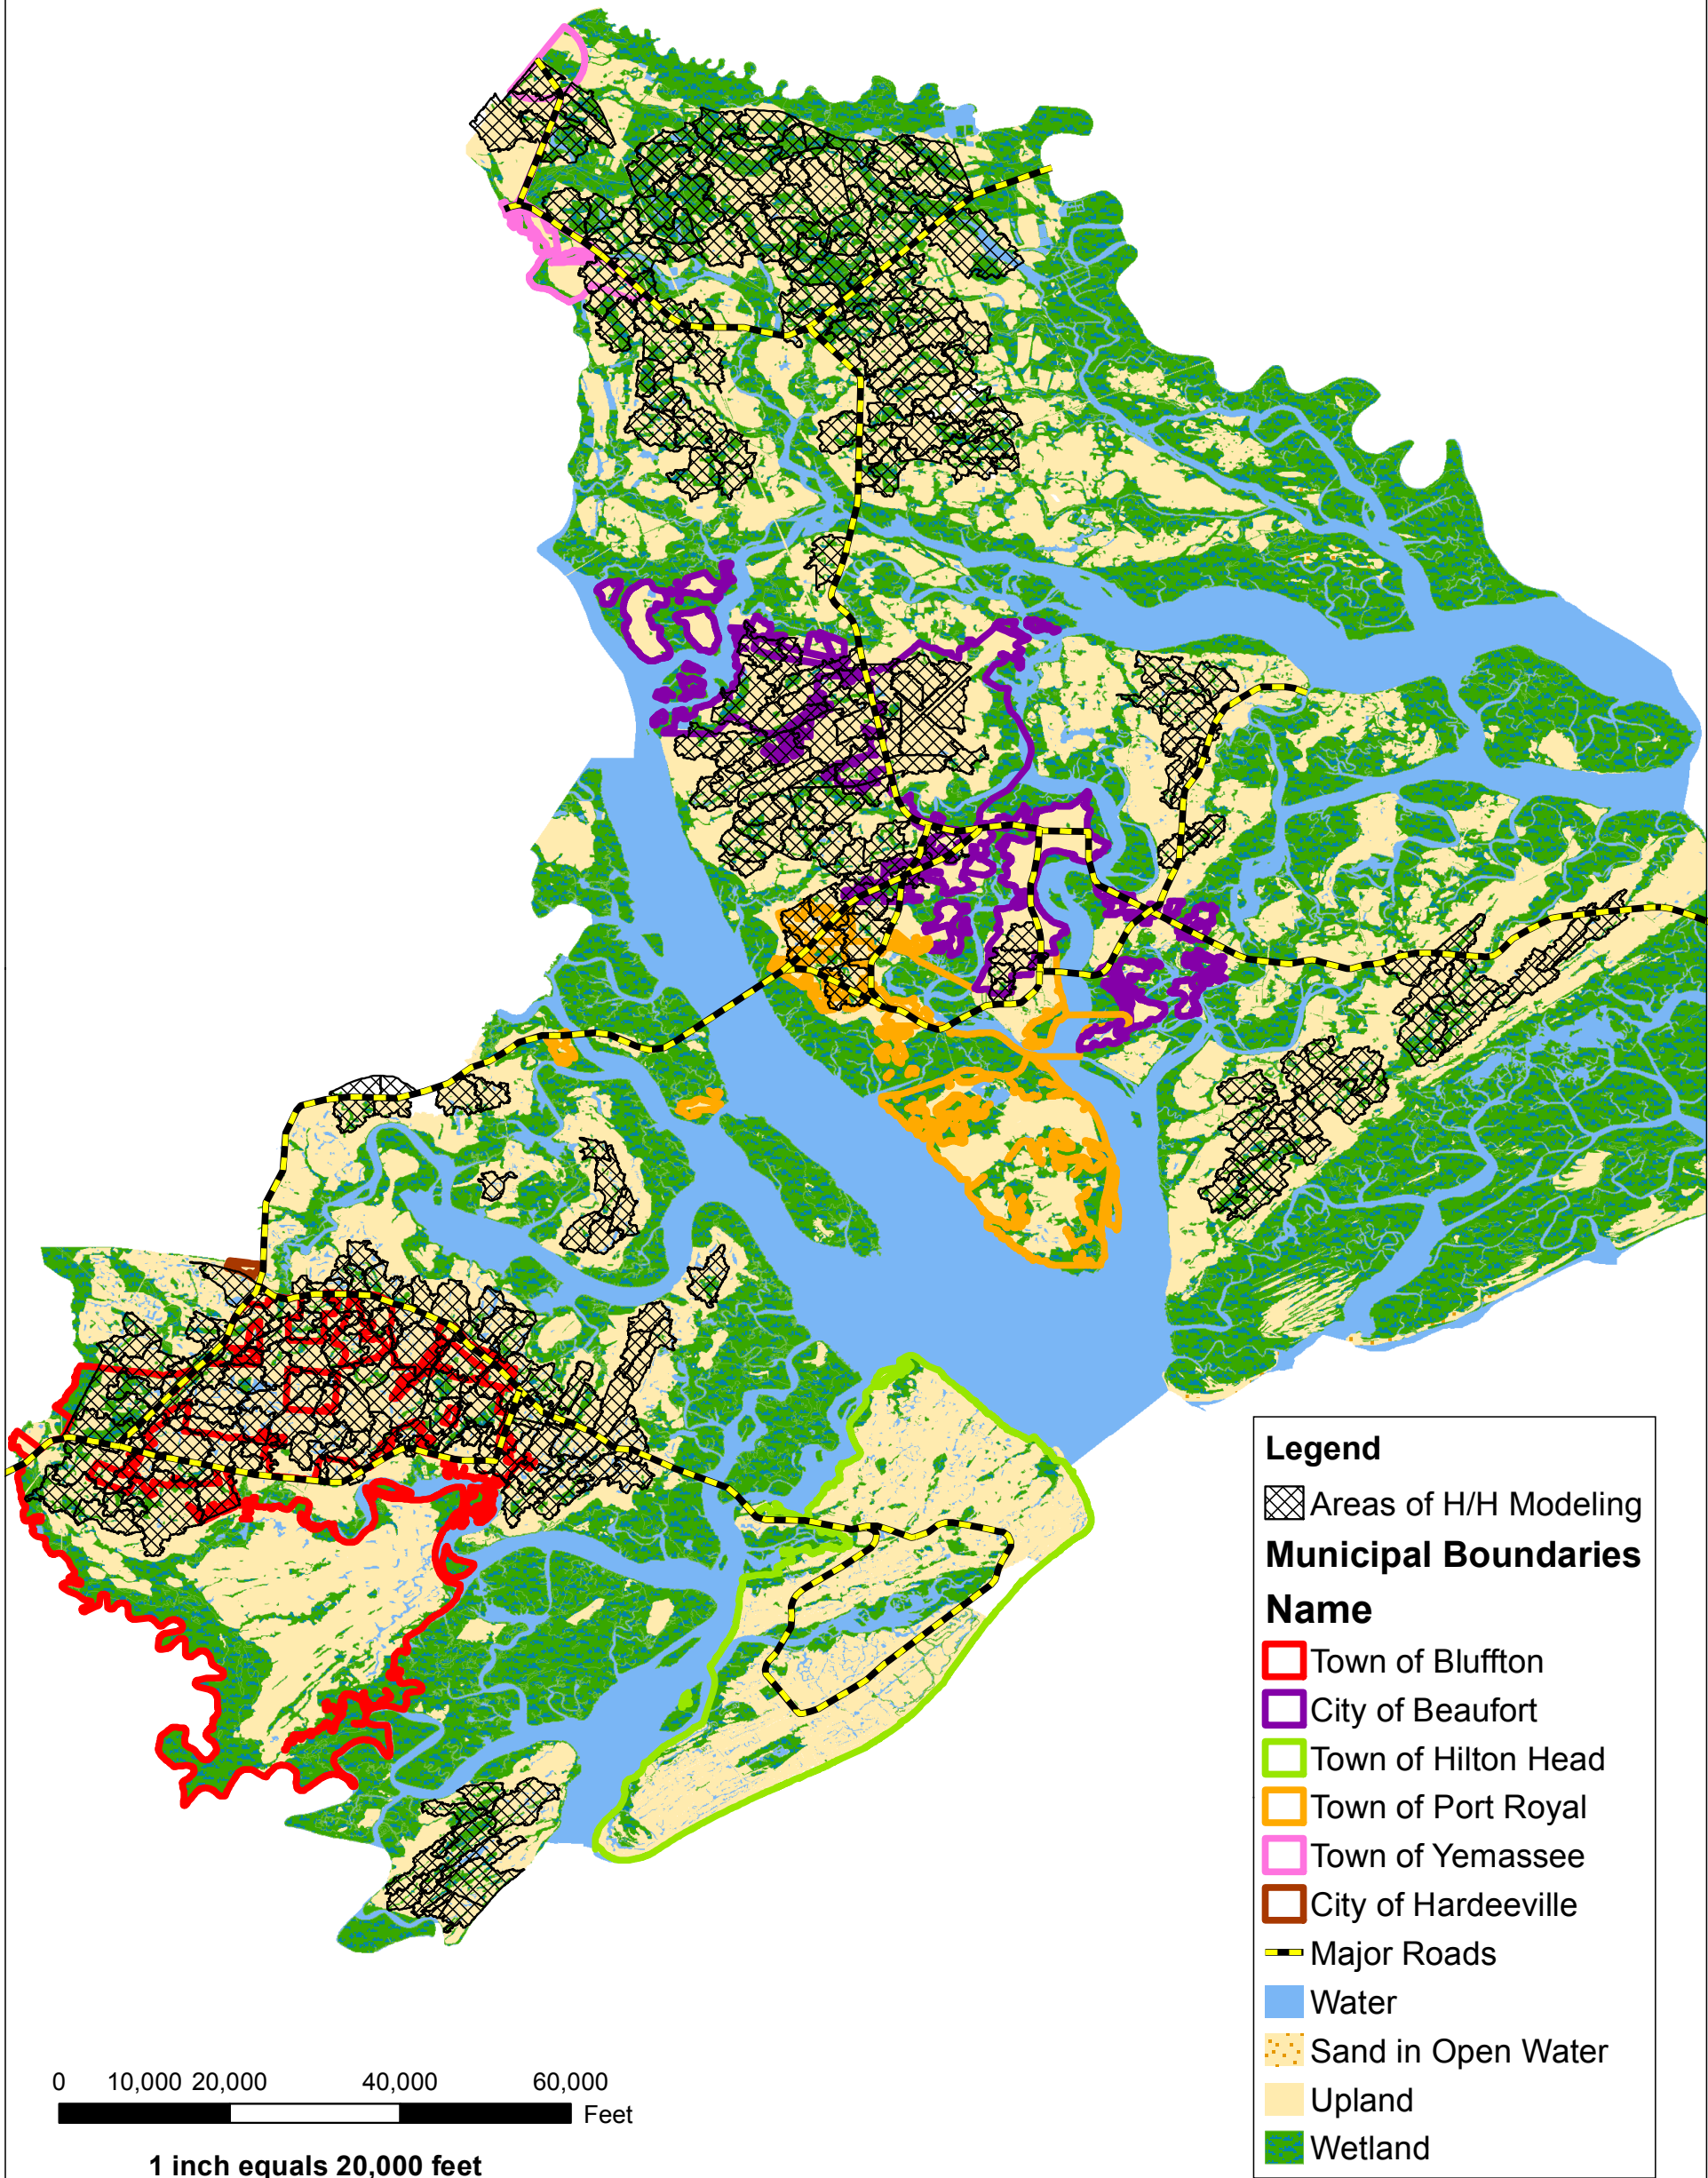 Legend
Areas of H/H Modeling
Municipal Boundaries
Name
Town of Bluffton
City of Beaufort
Town of Hilton Head
Town of Port Royal
Town of Yemassee
City of Hardeeville
Major Roads
Water
Sand in Open Water
Upland
Wetland
0 10,000 20,000 40,000 60,000
Feet
1 inch equals 20,000 feet